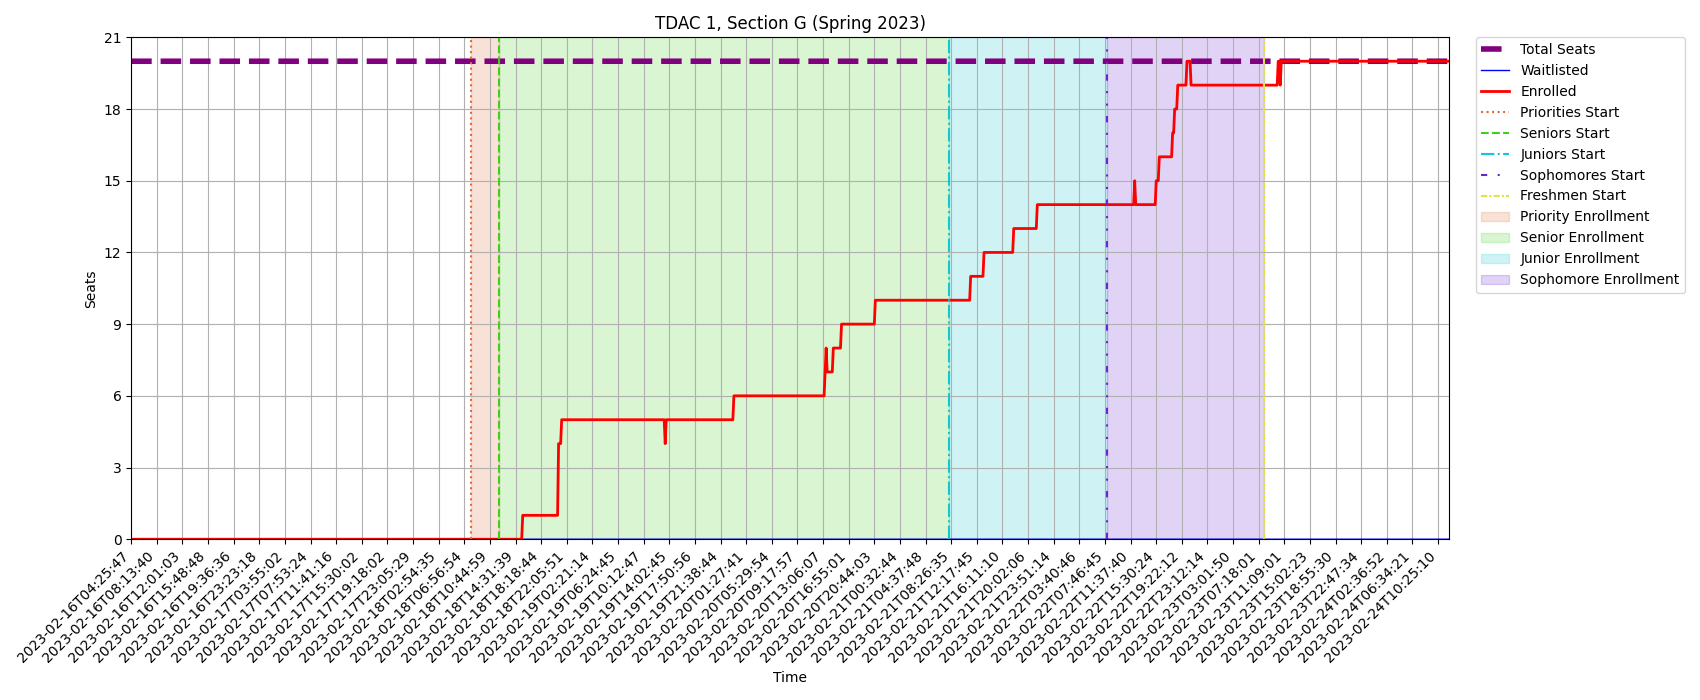 TDAC 1, Section G (Spring 2023)
Seats
21
18
15
12
9
6
3
0
2023-02-16T04:25:47
2023-02-16T08:13:40
2023-02-16T12:01:03
2023-02-16T15:48:48
2023-02-16T19:36:36
2023-02-16T23:23:18
2023-02-17T03:55:02
2023-02-17T07:53:24
2023-02-17T11:41:16
2023-02-17T15:30:02
2023-02-17T19:18:02
2023-02-17T23:05:29
2023-02-18T02:54:35
2023-02-18T06:56:54
2023-02-18T10:44:59
2023-02-18T14:31:39
2023-02-18T18:18:44
2023-02-18T22:05:51
2023-02-19T02:21:14
2023-02-19T06:24:45
2023-02-19T10:12:47
2023-02-19T14:02:45
2023-02-19T17:50:56
2023-02-19T21:38:44
2023-02-20T01:27:41
2023-02-20T05:29:54
2023-02-20T09:17:57
2023-02-20T13:06:07
2023-02-20T16:55:01
2023-02-20T20:44:03
2023-02-21T00:32:44
2023-02-21T04:37:48
2023-02-21T08:26:35
2023-02-21T12:17:45
2023-02-21T16:11:10
2023-02-21T20:02:06
2023-02-21T23:51:14
2023-02-22T03:40:46
2023-02-22T07:46:45
2023-02-22T11:37:40
2023-02-22T15:30:24
2023-02-22T19:22:12
2023-02-22T23:12:14
2023-02-23T03:01:50
2023-02-23T07:18:01
2023-02-23T11:09:01
2023-02-23T15:02:23
2023-02-23T18:55:30
2023-02-23T22:47:34
2023-02-24T02:36:52
2023-02-24T06:34:21
2023-02-24T10:25:10
Time
Total Seats
Waitlisted
Enrolled
Priorities Start
Seniors Start
Juniors Start
Sophomores Start
Freshmen Start
Priority Enrollment
Senior Enrollment
Junior Enrollment
Sophomore Enrollment